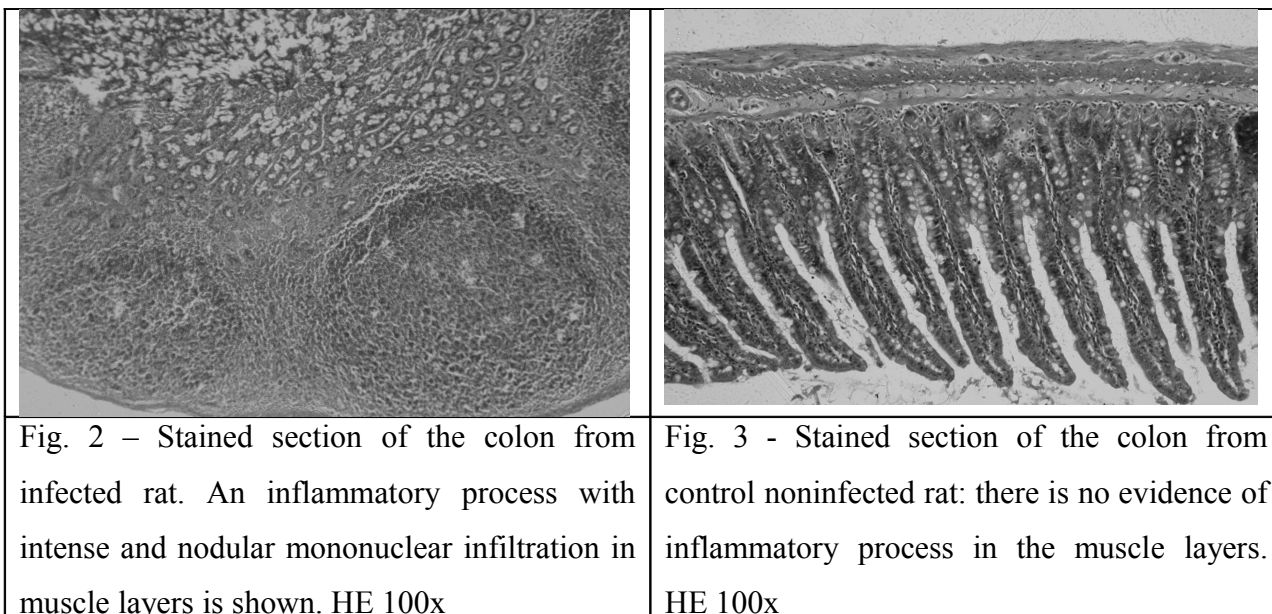 Fig. 2 – Stained section of the colon from
infected rat. An inflammatory process with
intense and nodular mononuclear infiltration in
muscle layers is shown. HE 100x
Fig. 3 - Stained section of the colon from
control noninfected rat: there is no evidence of
inflammatory process in the muscle layers.
HE 100x